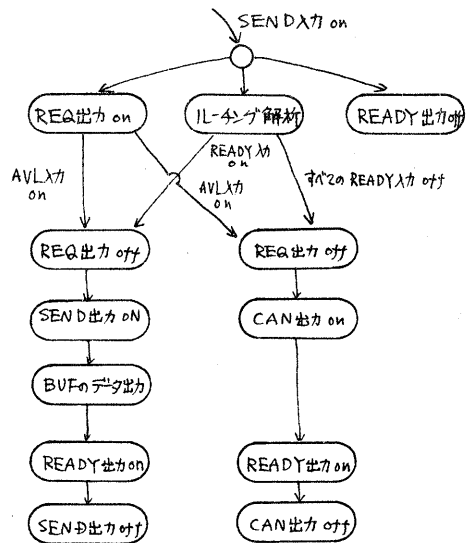 SEND入力 on
REQ出力 on
ルーチング解析
READY出力off
AVL入力
on
READY入力
on
AVL入力
on
すべてのREADY入力 off
REQ出力 off
REQ出力 off
SEND出力 ON
CAN出力 on
BUFのデータ出力
READY出力on
READY出力on
SEND出力 off
CAN出力 off